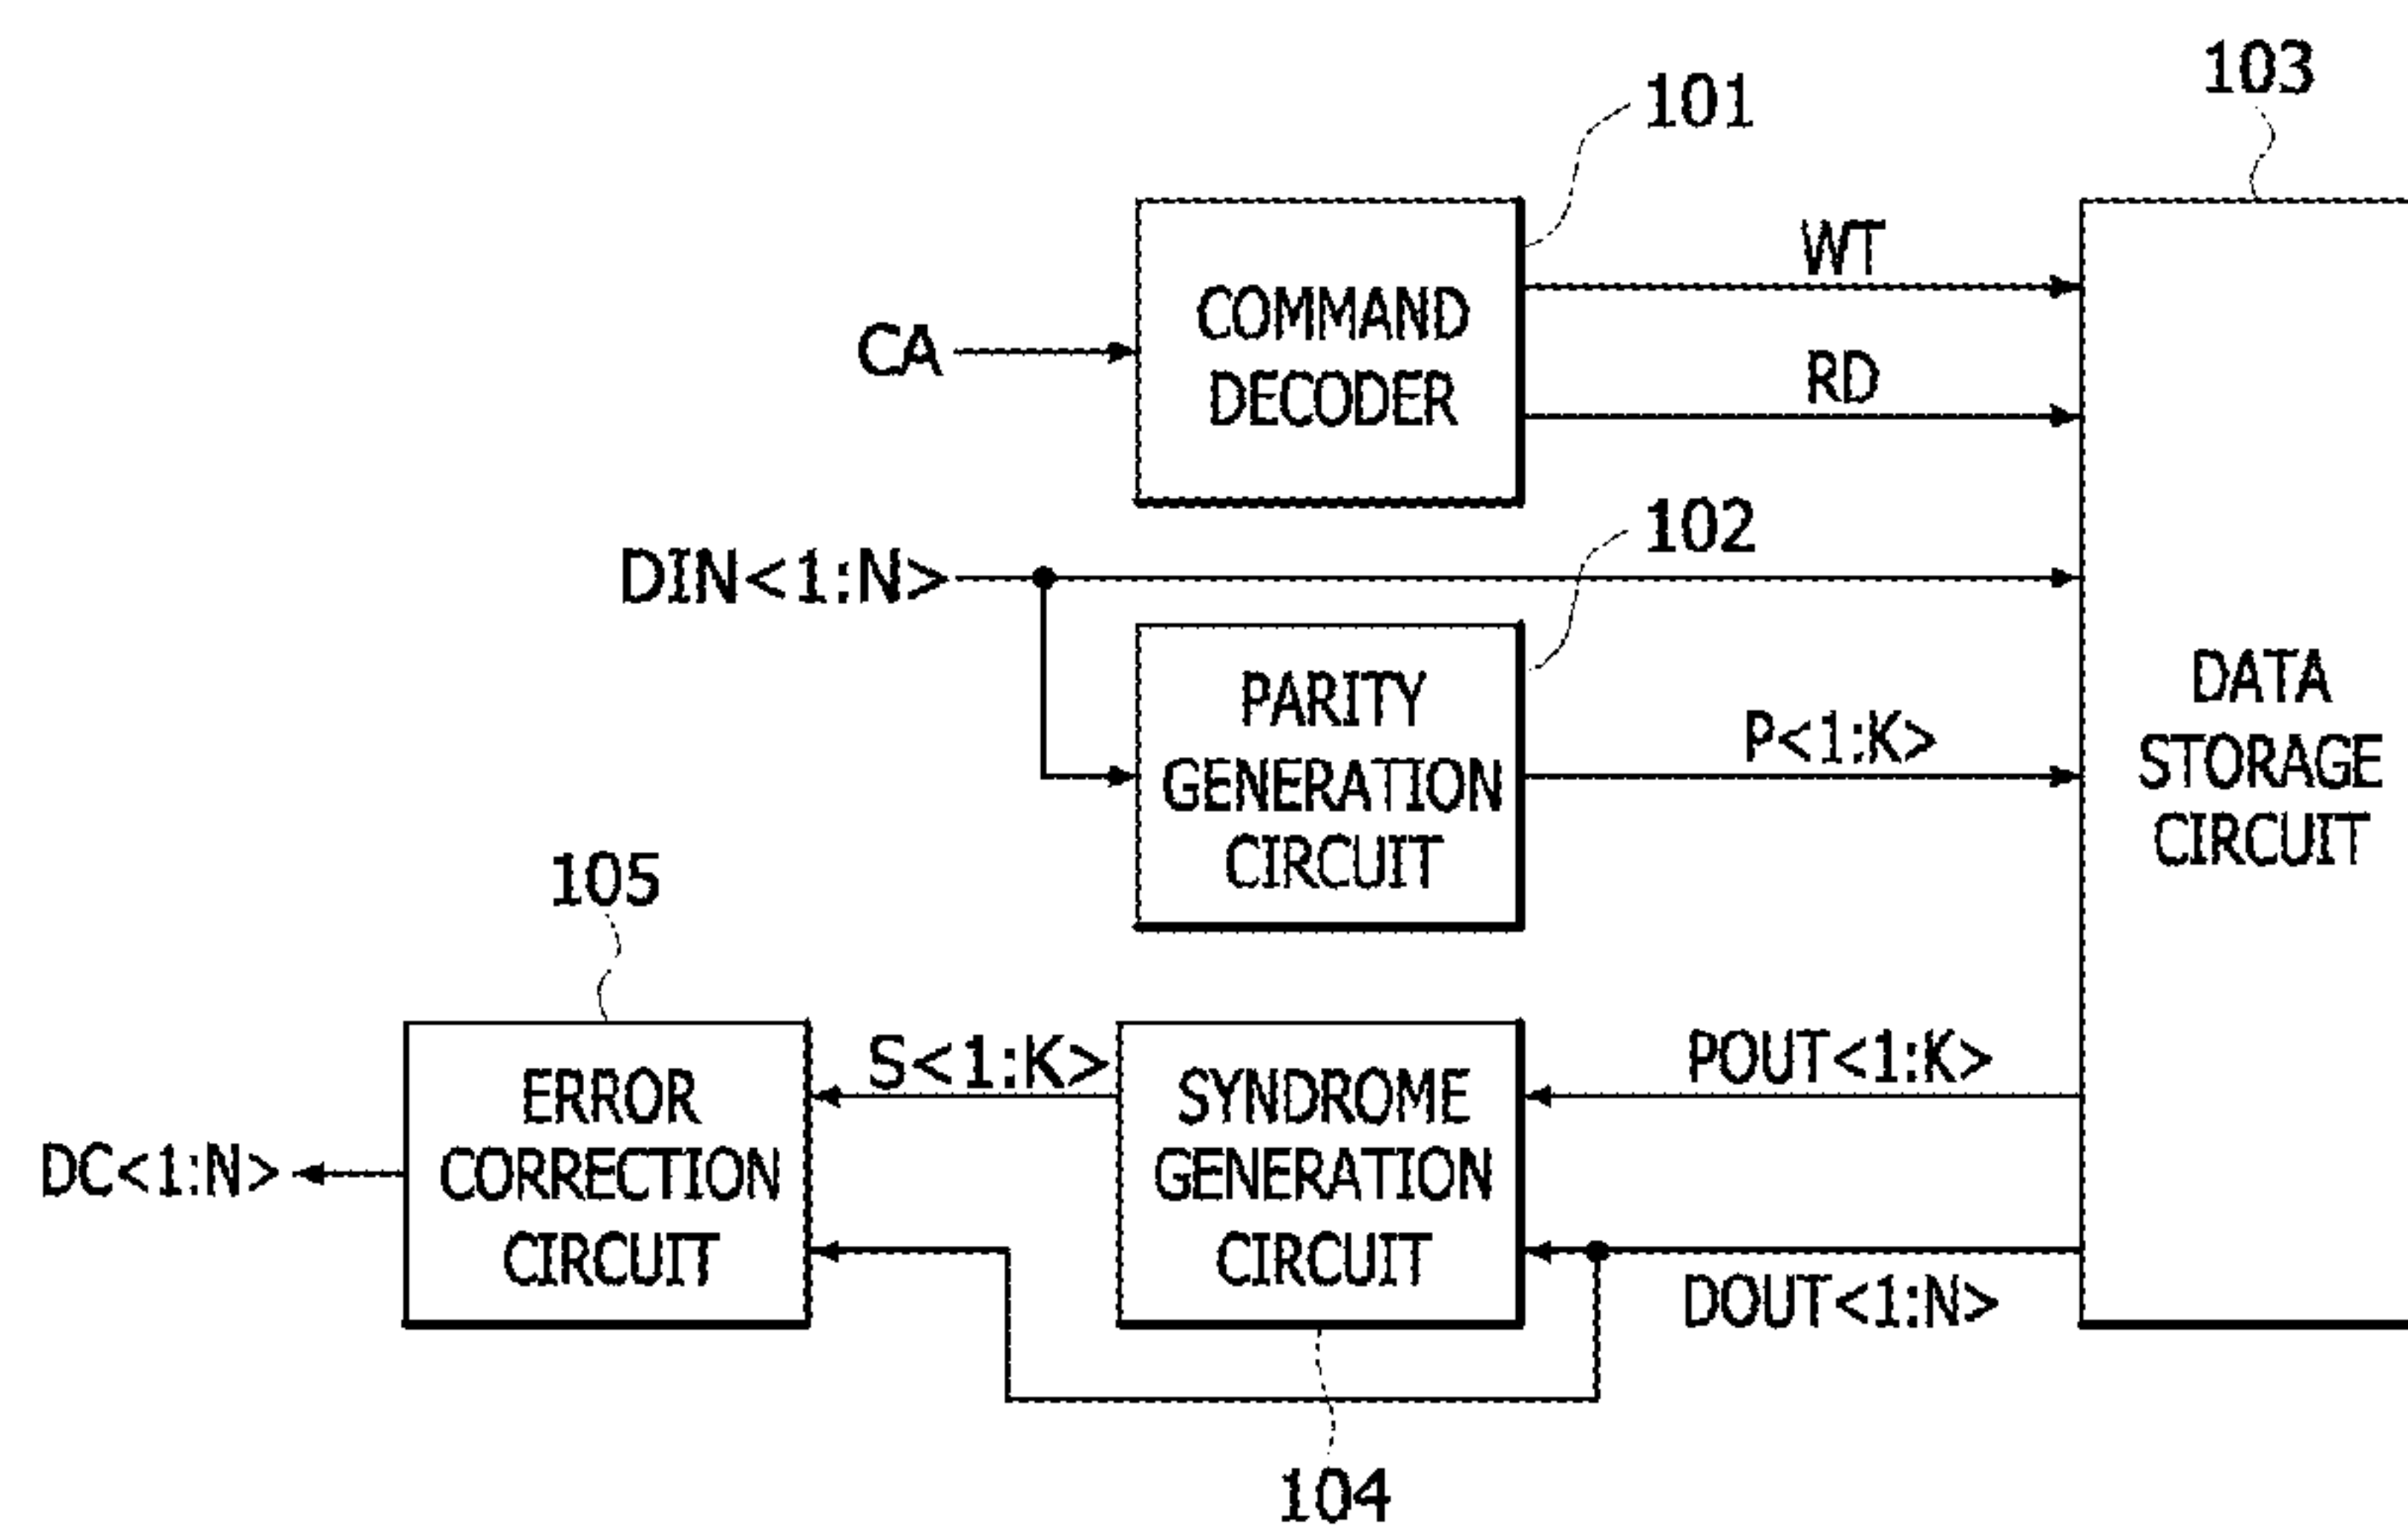 103
101
WT
COMMAND
DECODER
CA
RD
102
DIN<1:N>
PARITY
GENERATION
CIRCUIT
P<1:K>
DATA
STORAGE
CIRCUIT
105
S<1:K>
POUT<1:K>
ERROR
CORRECTION
CIRCUIT
SYNDROME
GENERATION
CIRCUIT
DC<1:N>
DOUT<1:N>
104